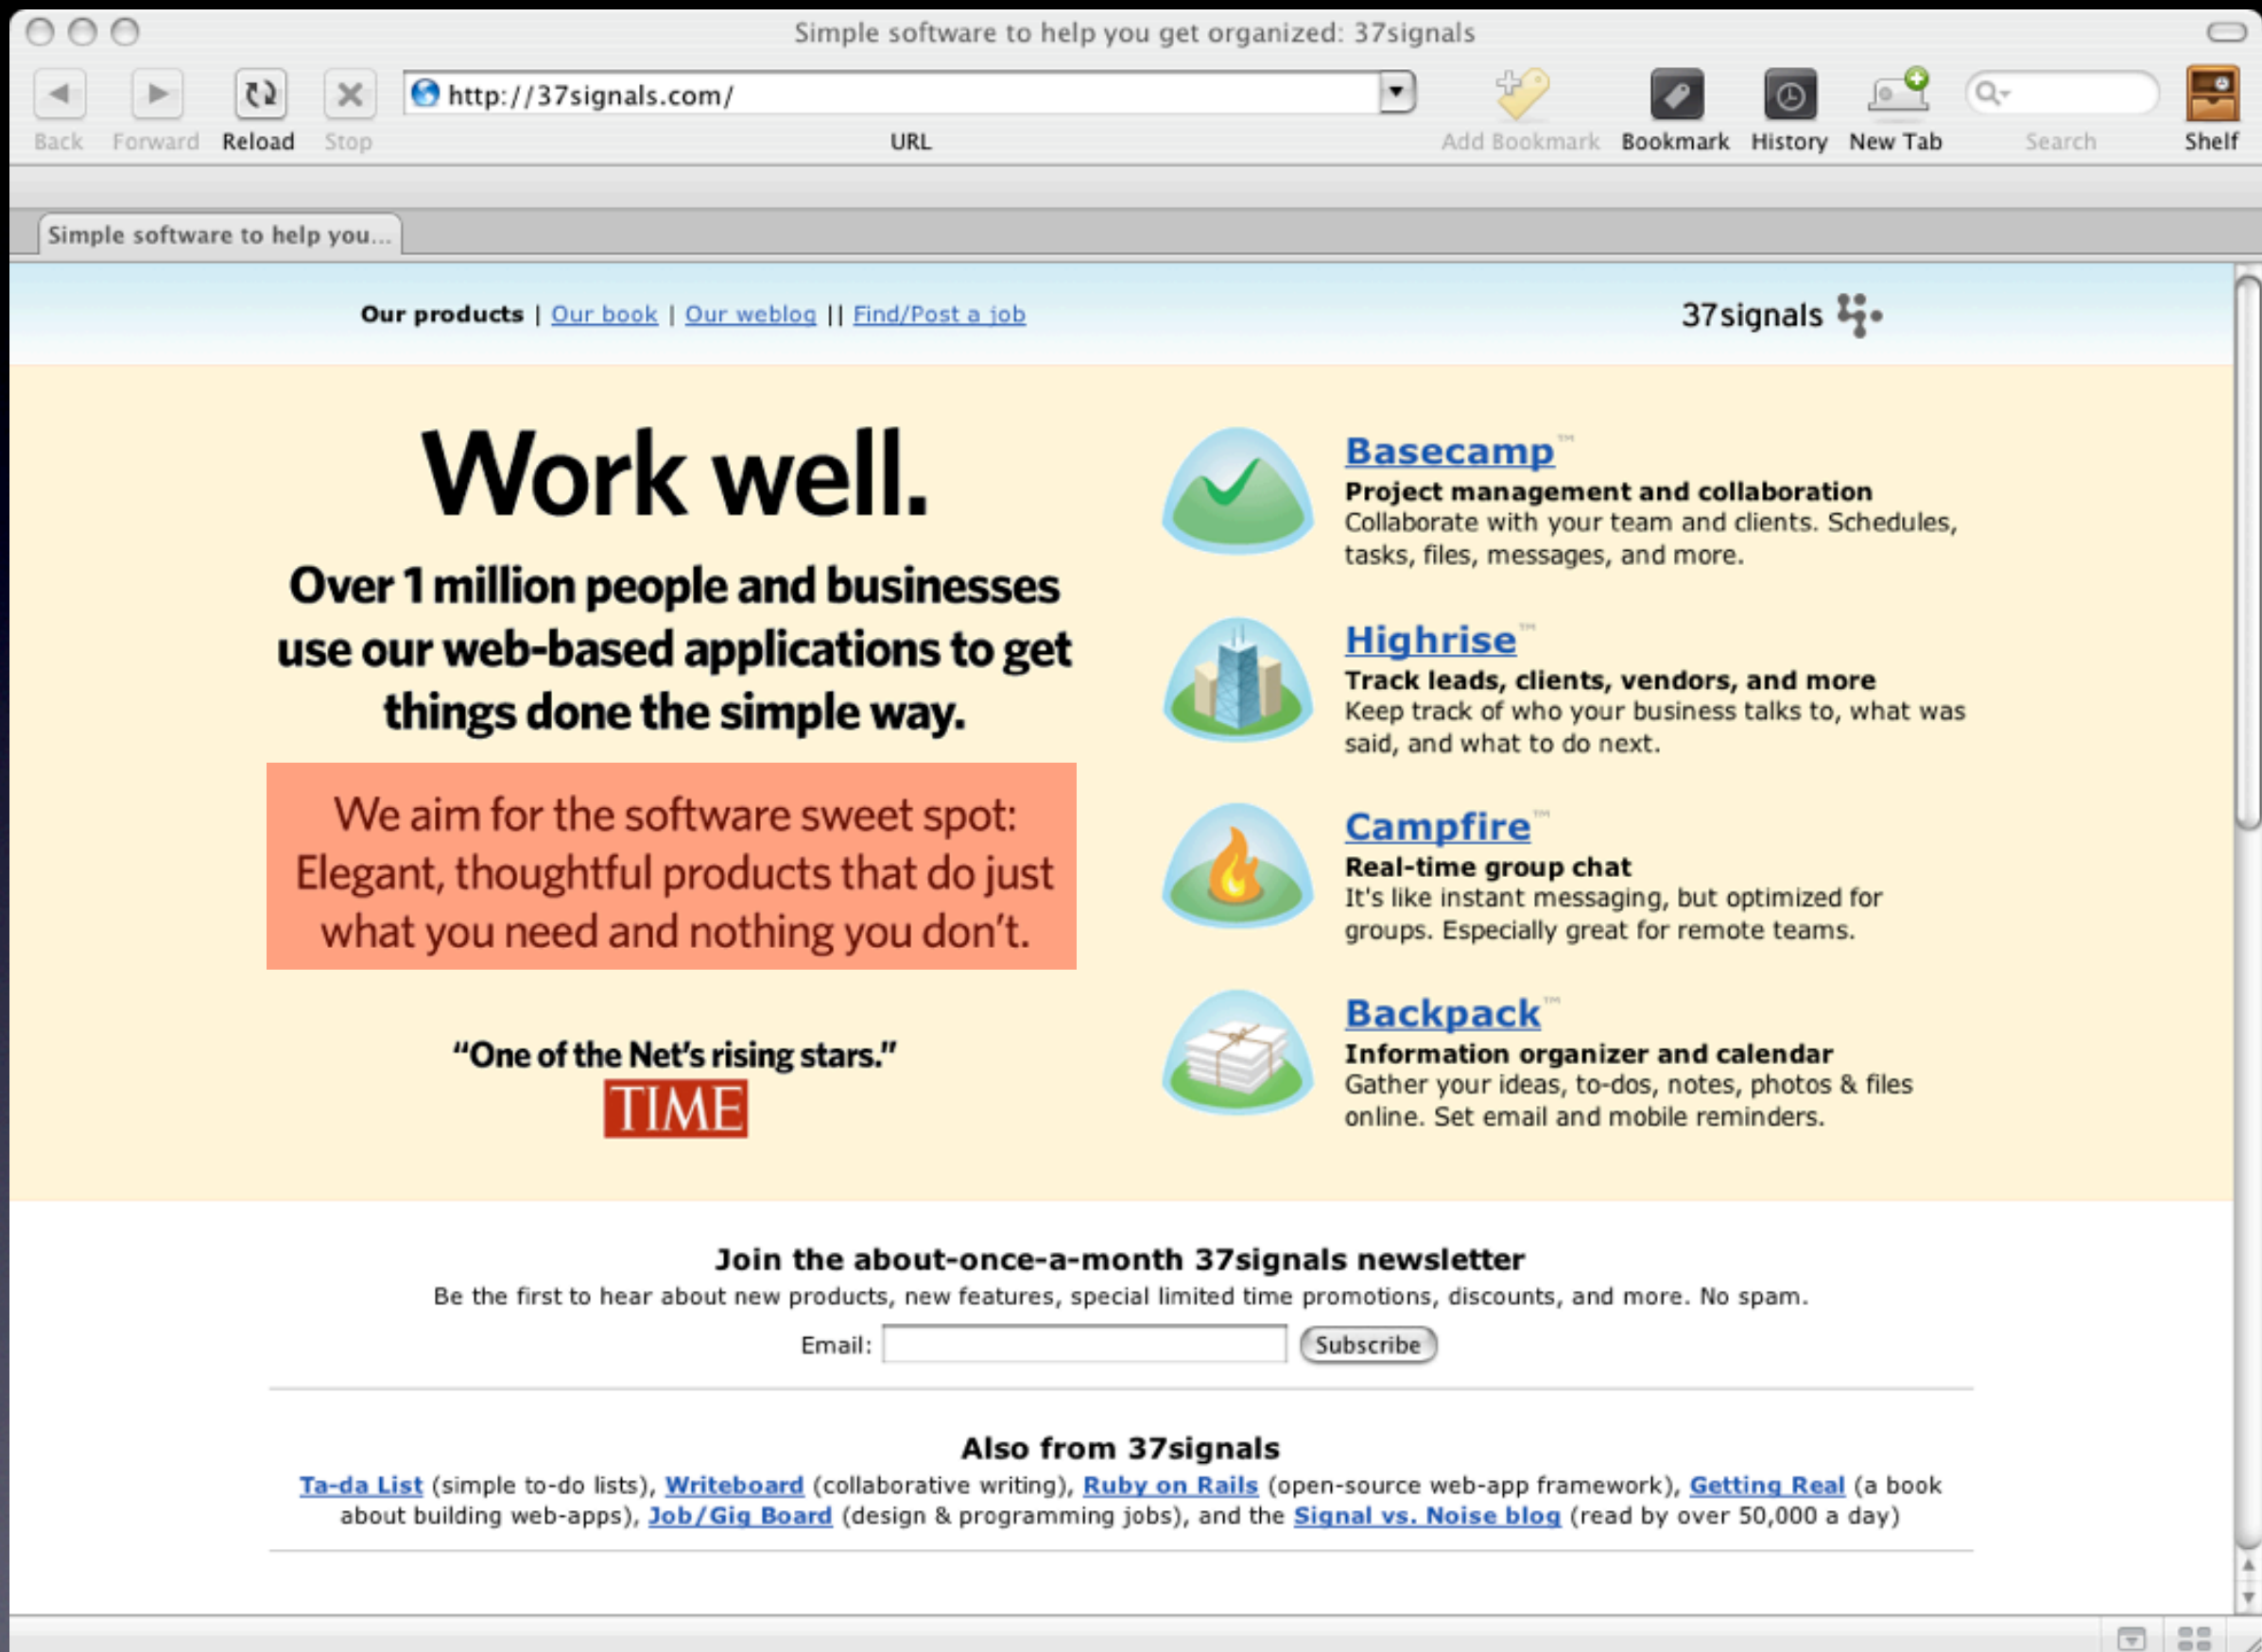 Simple software to help you get organized: 37signals
http://37signals.com/
Back Forward Reload Stop URL Add Bookmark Bookmark History New Tab Search Shelf
Simple software to help you...
Our products | Our book | Our weblog || Find/Post a job
37signals
Work well.
Over 1 million people and businesses
use our web-based applications to get
things done the simple way.
We aim for the software sweet spot:
Elegant, thoughtful products that do just
what you need and nothing you don't.
“One of the Net's rising stars.”
TIME
Basecamp™
Project management and collaboration
Collaborate with your team and clients. Schedules,
tasks, files, messages, and more.
Highrise™
Track leads, clients, vendors, and more
Keep track of who your business talks to, what was
said, and what to do next.
Campfire™
Real-time group chat
It's like instant messaging, but optimized for
groups. Especially great for remote teams.
Backpack™
Information organizer and calendar
Gather your ideas, to-dos, notes, photos & files
online. Set email and mobile reminders.
Join the about-once-a-month 37signals newsletter
Be the first to hear about new products, new features, special limited time promotions, discounts, and more. No spam.
Email: Subscribe
Also from 37signals
Ta-da List (simple to-do lists), Writeboard (collaborative writing), Ruby on Rails (open-source web-app framework), Getting Real (a book
about building web-apps), Job/Gig Board (design & programming jobs), and the Signal vs. Noise blog (read by over 50,000 a day)